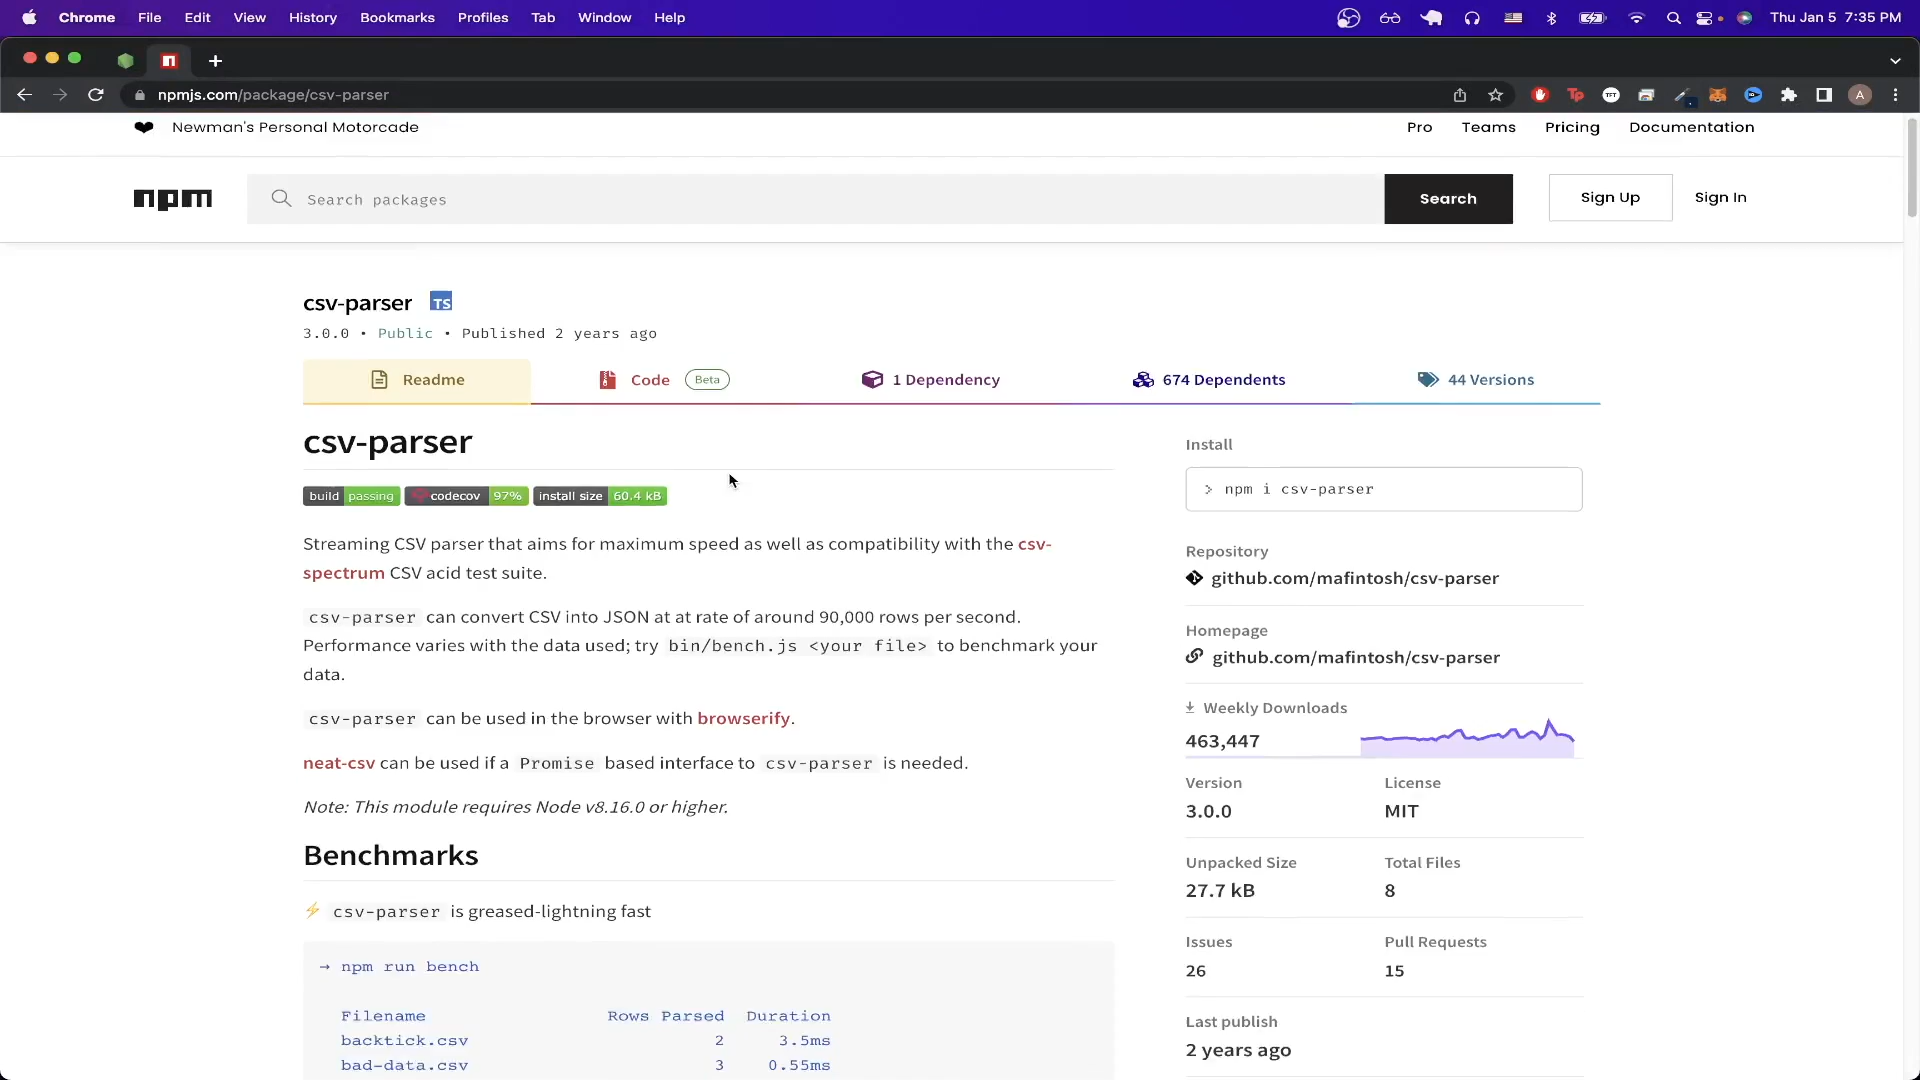 Chrome File Edit View History Bookmarks Profiles Tab Window Help Thu Jan 5 7:35 PM
npmjs.com/package/csv-parser
Newman's Personal Motorcade Pro Teams Pricing Documentation
npm Search packages Search Sign Up Sign In
csv-parser TS
3.0.0 • Public • Published 2 years ago
Readme Code Beta 1 Dependency 674 Dependents 44 Versions
csv-parser
build passing codecov 97% install size 60.4 kB
Streaming CSV parser that aims for maximum speed as well as compatibility with the csv-
spectrum CSV acid test suite.
csv-parser can convert CSV into JSON at at rate of around 90,000 rows per second.
Performance varies with the data used; try bin/bench.js <your file> to benchmark your
data.
csv-parser can be used in the browser with browserify.
neat-csv can be used if a Promise based interface to csv-parser is needed.
Note: This module requires Node v8.16.0 or higher.
Benchmarks
⚡ csv-parser is greased-lightning fast
→ npm run bench
Filename Rows Parsed Duration
backtick.csv 2 3.5ms
bad-data.csv 3 0.55ms
Install
> npm i csv-parser
Repository
github.com/mafintosh/csv-parser
Homepage
github.com/mafintosh/csv-parser
Weekly Downloads
463,447
Version License
3.0.0 MIT
Unpacked Size Total Files
27.7 kB 8
Issues Pull Requests
26 15
Last publish
2 years ago